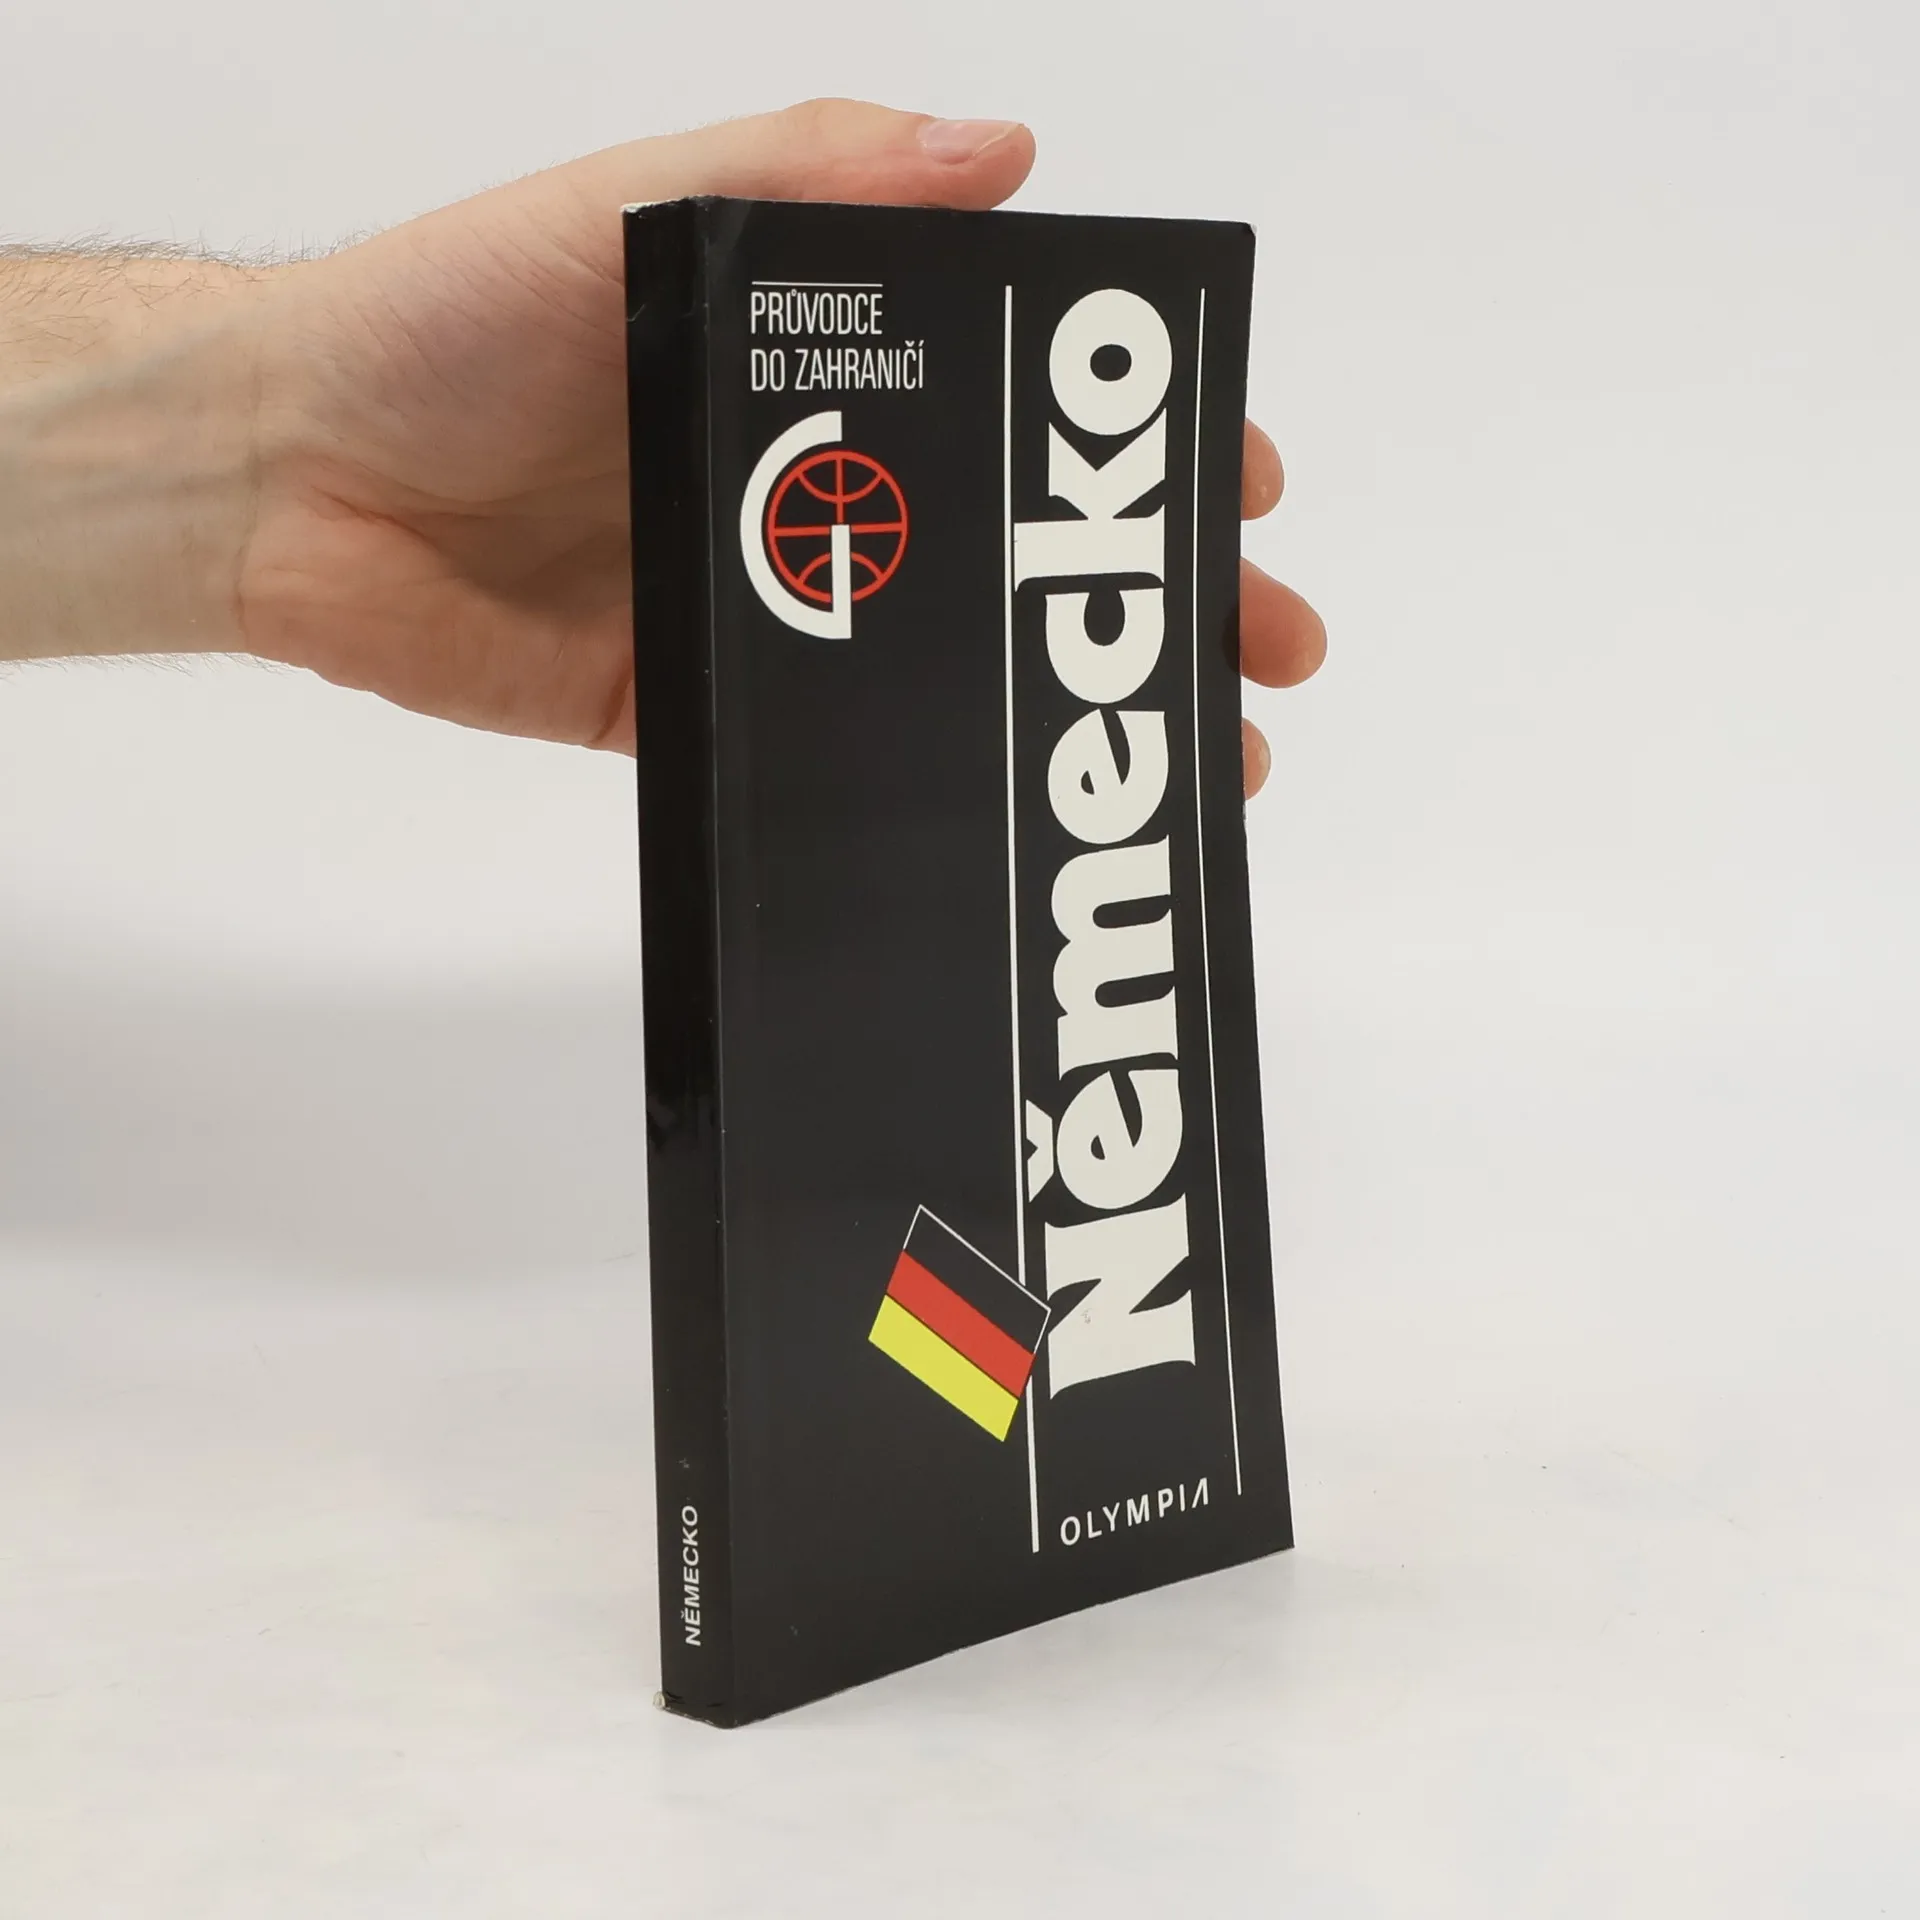 PRŮVODCE
DO ZAHRANIČÍ
Německo
OLYMPIA
NĚMECKO